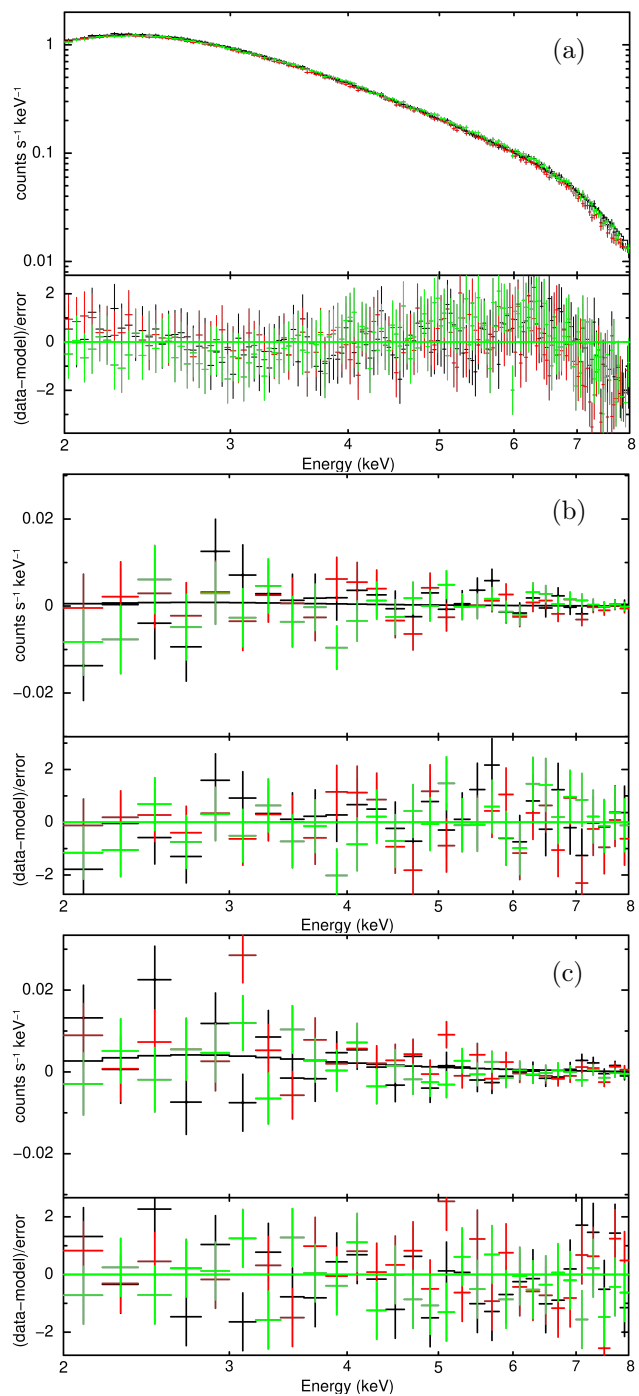 (a)
counts s⁻¹ keV⁻¹
1
0.1
0.01
(data−model)/error
2
0
−2
2 3 4 5 6 7 8
Energy (keV)
(b)
counts s⁻¹ keV⁻¹
0.02
0
−0.02
(data−model)/error
2
0
−2
2 3 4 5 6 7 8
Energy (keV)
(c)
counts s⁻¹ keV⁻¹
0.02
0
−0.02
(data−model)/error
2
0
−2
2 3 4 5 6 7 8
Energy (keV)